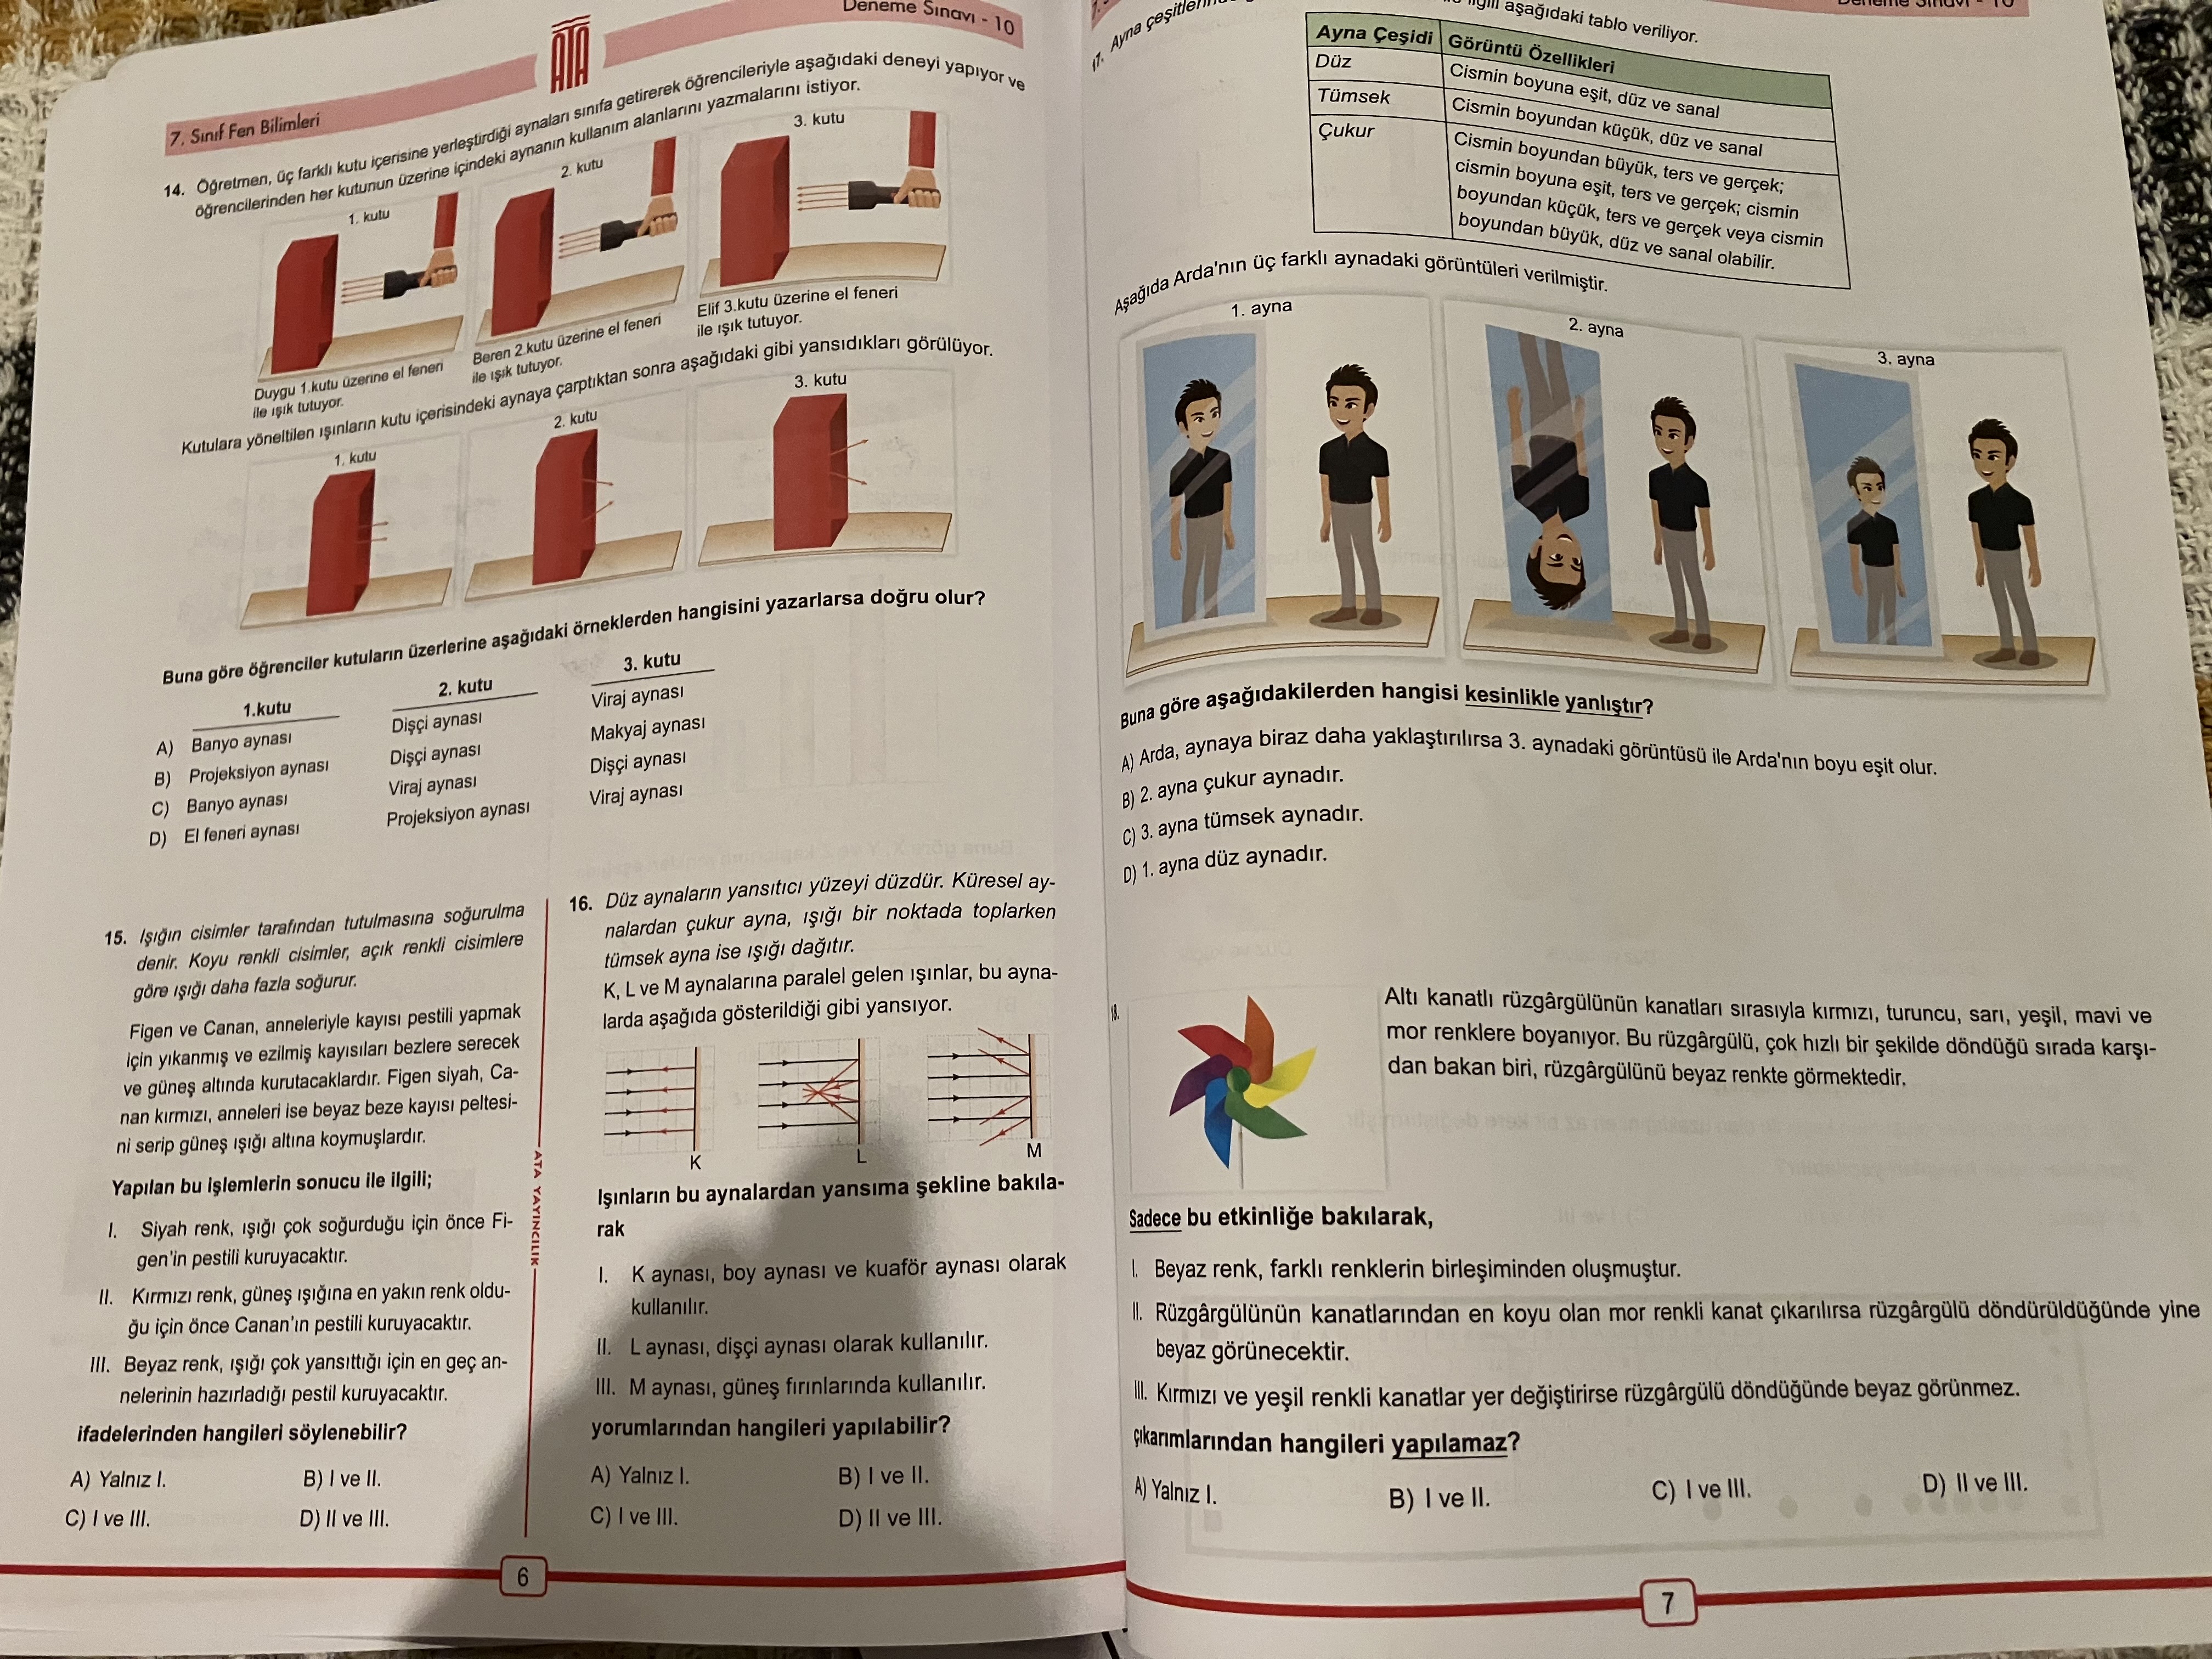 7. Sınıf Fen Bilimleri
ATA
Deneme Sınavı - 10
14. Öğretmen, üç farklı kutu içerisine yerleştirdiği aynaları sınıfa getirerek öğrencileriyle aşağıdaki deneyi yapıyor ve
öğrencilerinden her kutunun üzerine içindeki aynanın kullanım alanlarını yazmalarını istiyor.
1. kutu
2. kutu
3. kutu
Duygu 1.kutu üzerine el feneri
ile ışık tutuyor.
Beren 2.kutu üzerine el feneri
ile ışık tutuyor.
Elif 3.kutu üzerine el feneri
ile ışık tutuyor.
Kutulara yöneltilen ışınların kutu içerisindeki aynaya çarptıktan sonra aşağıdaki gibi yansıdıkları görülüyor.
1. kutu
2. kutu
3. kutu
Buna göre öğrenciler kutuların üzerlerine aşağıdaki örneklerden hangisini yazarlarsa doğru olur?
1.kutu 2. kutu 3. kutu
A) Banyo aynası Dişçi aynası Viraj aynası
B) Projeksiyon aynası Dişçi aynası Makyaj aynası
C) Banyo aynası Viraj aynası Dişçi aynası
D) El feneri aynası Projeksiyon aynası Viraj aynası
15. Işığın cisimler tarafından tutulmasına soğurulma
denir. Koyu renkli cisimler, açık renkli cisimlere
göre ışığı daha fazla soğurur.
Figen ve Canan, anneleriyle kayısı pestili yapmak
için yıkanmış ve ezilmiş kayısıları bezlere serecek
ve güneş altında kurutacaklardır. Figen siyah, Ca-
nan kırmızı, anneleri ise beyaz beze kayısı peltesi-
ni serip güneş ışığı altına koymuşlardır.
Yapılan bu işlemlerin sonucu ile ilgili;
I. Siyah renk, ışığı çok soğurduğu için önce Fi-
gen'in pestili kuruyacaktır.
II. Kırmızı renk, güneş ışığına en yakın renk oldu-
ğu için önce Canan'ın pestili kuruyacaktır.
III. Beyaz renk, ışığı çok yansıttığı için en geç an-
nelerinin hazırladığı pestil kuruyacaktır.
ifadelerinden hangileri söylenebilir?
A) Yalnız I. B) I ve II.
C) I ve III. D) II ve III.
ATA YAYINCILIK
16. Düz aynaların yansıtıcı yüzeyi düzdür. Küresel ay-
nalardan çukur ayna, ışığı bir noktada toplarken
tümsek ayna ise ışığı dağıtır.
K, L ve M aynalarına paralel gelen ışınlar, bu ayna-
larda aşağıda gösterildiği gibi yansıyor.
K
L
M
Işınların bu aynalardan yansıma şekline bakıla-
rak
I. K aynası, boy aynası ve kuaför aynası olarak
kullanılır.
II. L aynası, dişçi aynası olarak kullanılır.
III. M aynası, güneş fırınlarında kullanılır.
yorumlarından hangileri yapılabilir?
A) Yalnız I. B) I ve II.
C) I ve III. D) II ve III.
6
17. Ayna çeşitlerin
ilgili aşağıdaki tablo veriliyor.
Ayna Çeşidi Görüntü Özellikleri
Düz Cismin boyuna eşit, düz ve sanal
Tümsek Cismin boyundan küçük, düz ve sanal
Çukur Cismin boyundan büyük, ters ve gerçek;
cismin boyuna eşit, ters ve gerçek; cismin
boyundan küçük, ters ve gerçek veya cismin
boyundan büyük, düz ve sanal olabilir.
Aşağıda Arda'nın üç farklı aynadaki görüntüleri verilmiştir.
1. ayna
2. ayna
3. ayna
Buna göre aşağıdakilerden hangisi kesinlikle yanlıştır?
A) Arda, aynaya biraz daha yaklaştırılırsa 3. aynadaki görüntüsü ile Arda'nın boyu eşit olur.
B) 2. ayna çukur aynadır.
C) 3. ayna tümsek aynadır.
D) 1. ayna düz aynadır.
18.
Altı kanatlı rüzgârgülünün kanatları sırasıyla kırmızı, turuncu, sarı, yeşil, mavi ve
mor renklere boyanıyor. Bu rüzgârgülü, çok hızlı bir şekilde döndüğü sırada karşı-
dan bakan biri, rüzgârgülünü beyaz renkte görmektedir.
Sadece bu etkinliğe bakılarak,
I. Beyaz renk, farklı renklerin birleşiminden oluşmuştur.
II. Rüzgârgülünün kanatlarından en koyu olan mor renkli kanat çıkarılırsa rüzgârgülü döndürüldüğünde yine
beyaz görünecektir.
III. Kırmızı ve yeşil renkli kanatlar yer değiştirirse rüzgârgülü döndüğünde beyaz görünmez.
çıkarımlarından hangileri yapılamaz?
A) Yalnız I. B) I ve II. C) I ve III. D) II ve III.
7